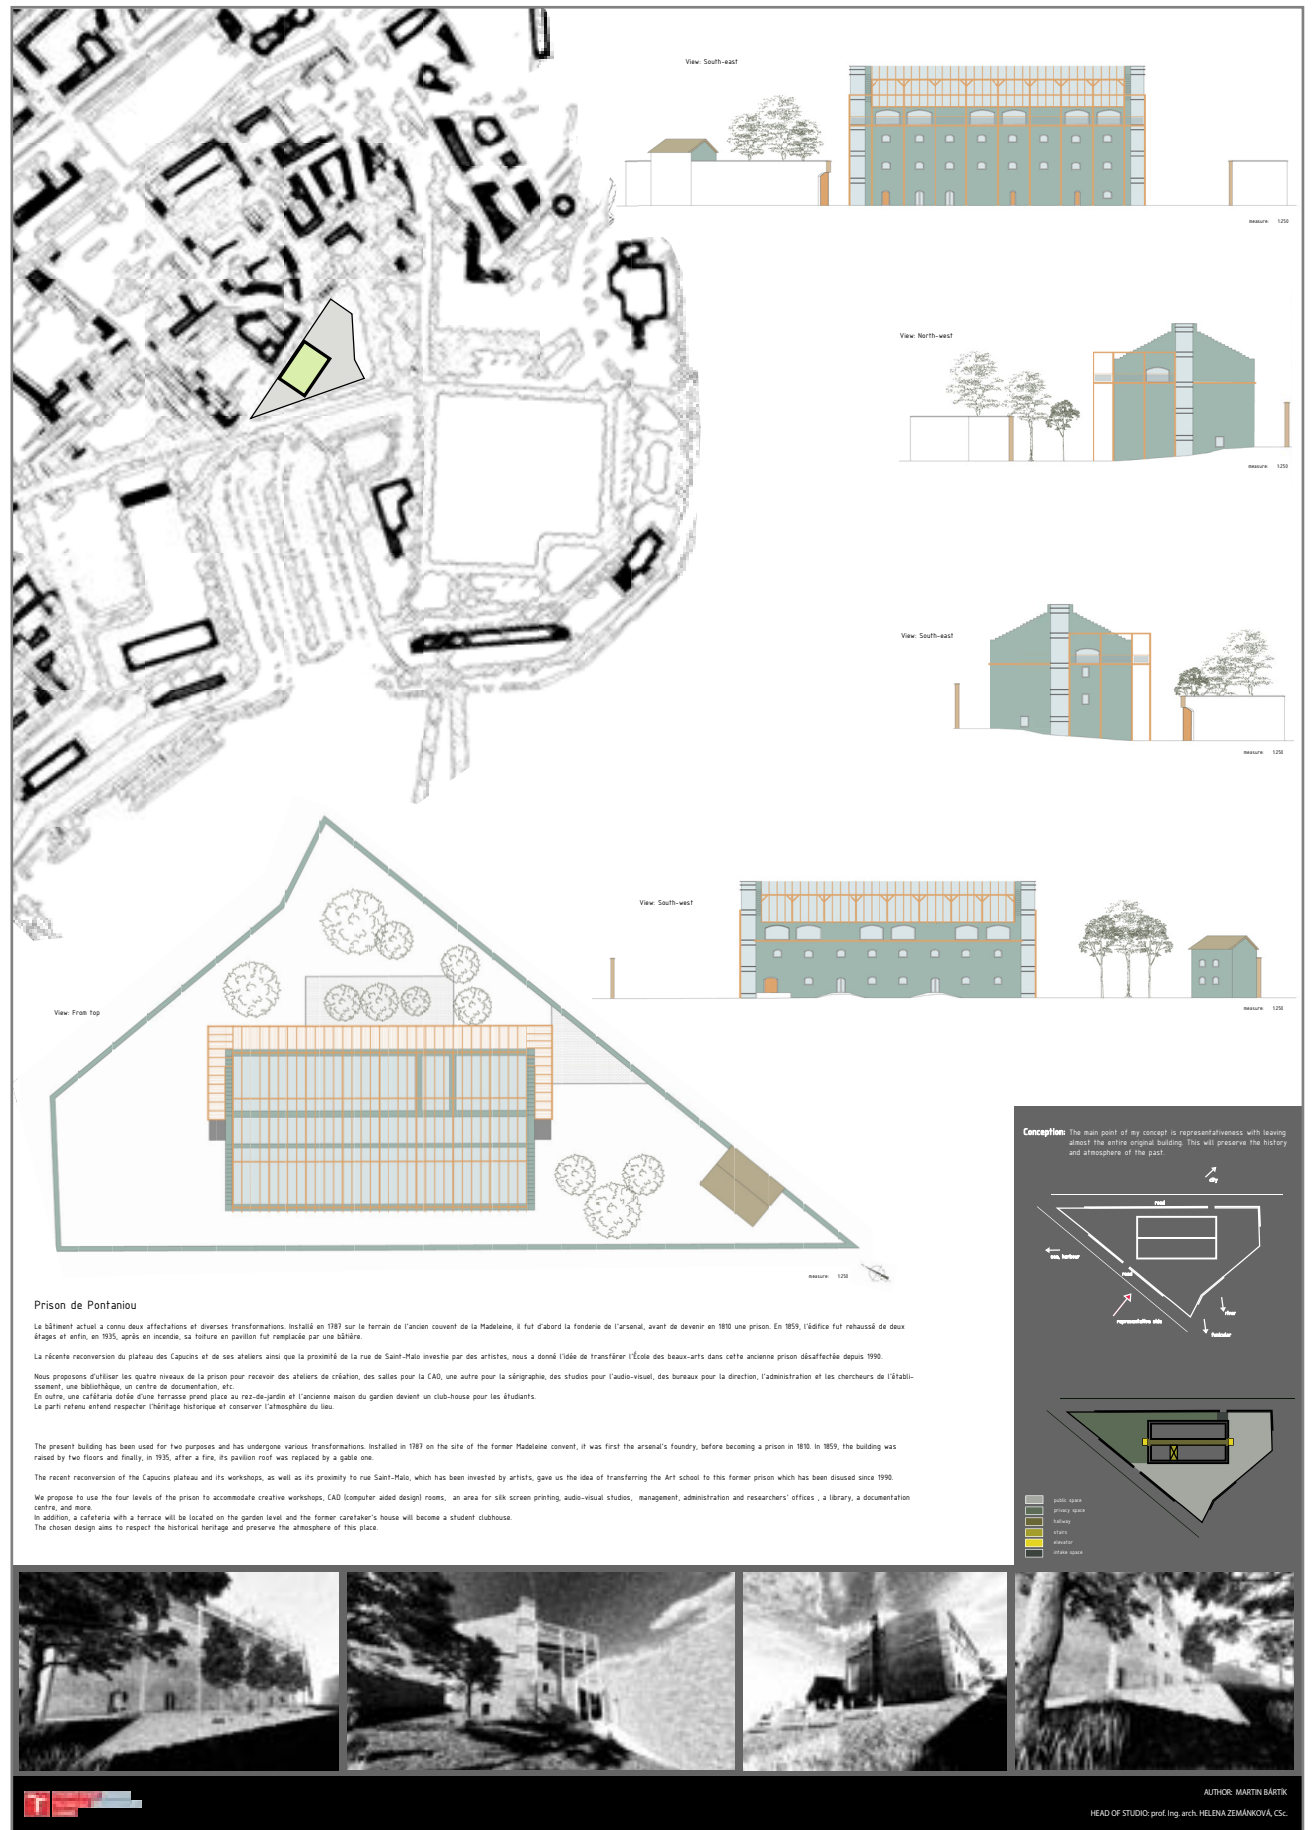 View: South-east
measure: 1:250
View: North-west
measure: 1:250
View: South-east
measure: 1:250
View: South-west
measure: 1:250
View: From top
measure: 1:250
Conception: The main point of my concept is representativeness with leaving
almost the entire original building. This will preserve the history
and atmosphere of the past.
city
road
sea, harbour
road
representative side
river
funicular
public space
privacy space
hallway
stairs
elevator
intake space
Prison de Pontaniou
Le bâtiment actuel a connu deux affectations et diverses transformations. Installé en 1787 sur le terrain de l'ancien couvent de la Madeleine, il fut d'abord la fonderie de l'arsenal, avant de devenir en 1810 une prison. En 1859, l'édifice fut rehaussé de deux
étages et enfin, en 1935, après en incendie, sa toiture en pavillon fut remplacée par une bâtière.
La récente reconversion du plateau des Capucins et de ses ateliers ainsi que la proximité de la rue de Saint-Malo investie par des artistes, nous a donné l'idée de transférer l'École des beaux-arts dans cette ancienne prison désaffectée depuis 1990.
Nous proposons d'utiliser les quatre niveaux de la prison pour recevoir des ateliers de création, des salles pour la CAO, une autre pour la sérigraphie, des studios pour l'audio-visuel, des bureaux pour la direction, l'administration et les chercheurs de l'établi-
ssement, une bibliothèque, un centre de documentation, etc.
En outre, une cafétaria dotée d'une terrasse prend place au rez-de-jardin et l'ancienne maison du gardien devient un club-house pour les étudiants.
Le parti retenu entend respecter l'héritage historique et conserver l'atmosphère du lieu.
The present building has been used for two purposes and has undergone various transformations. Installed in 1787 on the site of the former Madeleine convent, it was first the arsenal's foundry, before becoming a prison in 1810. In 1859, the building was
raised by two floors and finally, in 1935, after a fire, its pavilion roof was replaced by a gable one.
The recent reconversion of the Capucins plateau and its workshops, as well as its proximity to rue Saint-Malo, which has been invested by artists, gave us the idea of transferring the Art school to this former prison which has been disused since 1990.
We propose to use the four levels of the prison to accommodate creative workshops, CAD (computer aided design) rooms, an area for silk screen printing, audio-visual studios, management, administration and researchers' offices , a library, a documentation
centre, and more.
In addition, a cafeteria with a terrace will be located on the garden level and the former caretaker's house will become a student clubhouse.
The chosen design aims to respect the historical heritage and preserve the atmosphere of this place.
AUTHOR: MARTIN BÁRTÍK
HEAD OF STUDIO: prof. Ing. arch. HELENA ZEMÁNKOVÁ, CSc.